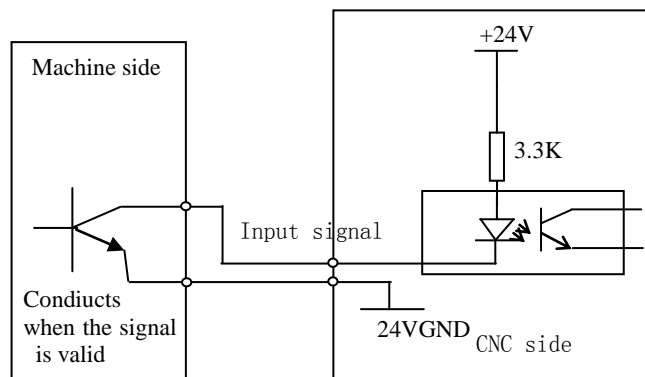 Machine side
+24V
3.3K
Input signal
Condiucts
when the signal
is valid
24VGND
CNC side